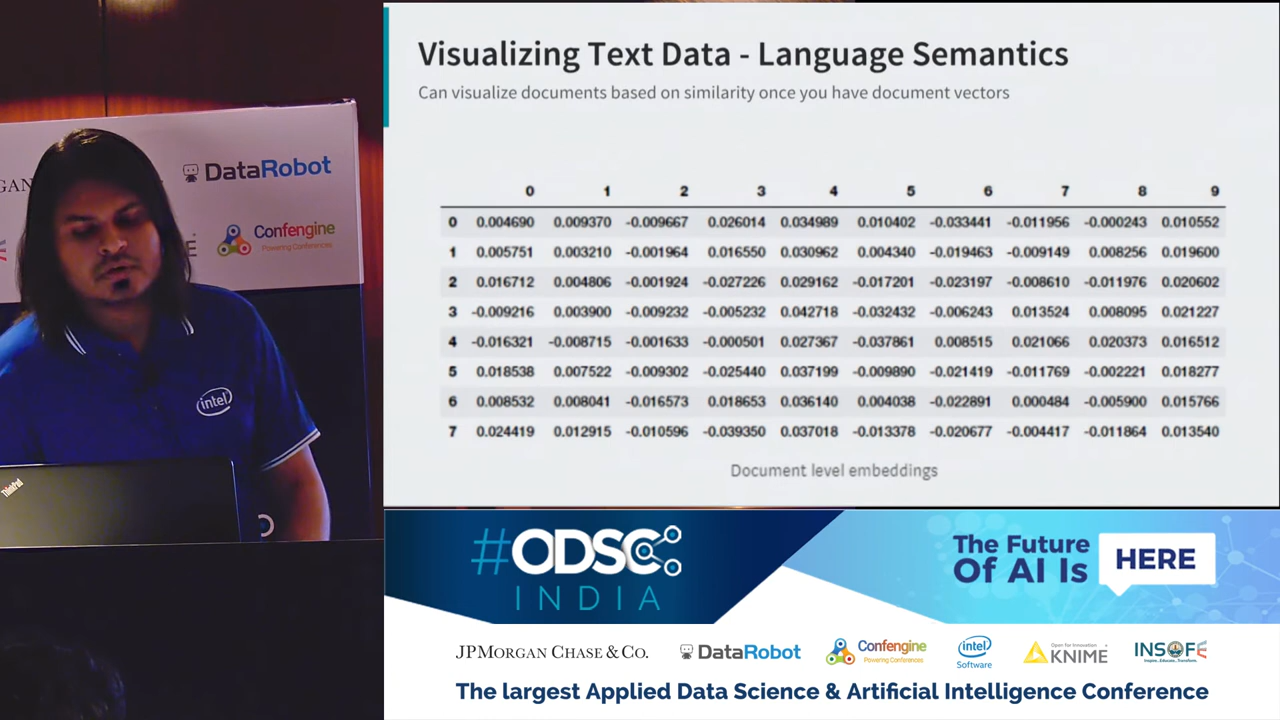 GAN
DataRobot
Confengine
Powering Conferences
E
intel
ThinkPad
Visualizing Text Data - Language Semantics
Can visualize documents based on similarity once you have document vectors
0 1 2 3 4 5 6 7 8 9
0 0.004690 0.009370 -0.009667 0.026014 0.034989 0.010402 -0.033441 -0.011956 -0.000243 0.010552
1 0.005751 0.003210 -0.001964 0.016550 0.030962 0.004340 -0.019463 -0.009149 0.008256 0.019600
2 0.016712 0.004806 -0.001924 -0.027226 0.029162 -0.017201 -0.023197 -0.008610 -0.011976 0.020602
3 -0.009216 0.003900 -0.009232 -0.005232 0.042718 -0.032432 -0.006243 0.013524 0.008095 0.021227
4 -0.016321 -0.008715 -0.001633 -0.000501 0.027367 -0.037861 0.008515 0.021066 0.020373 0.016512
5 0.018538 0.007522 -0.009302 -0.025440 0.037199 -0.009890 -0.021419 -0.011769 -0.002221 0.018277
6 0.008532 0.008041 -0.016573 0.018653 0.036140 0.004038 -0.022891 0.000484 -0.005900 0.015766
7 0.024419 0.012915 -0.010596 -0.039350 0.037018 -0.013378 -0.020677 -0.004417 -0.011864 0.013540
Document level embeddings
#ODSC
INDIA
The Future
Of AI Is
HERE
JPMORGAN CHASE & CO.
DataRobot
Confengine
Powering Conferences
intel
Software
Open for Innovation
KNIME
INSOFE
Inspire...Educate...Transform.
The largest Applied Data Science & Artificial Intelligence Conference